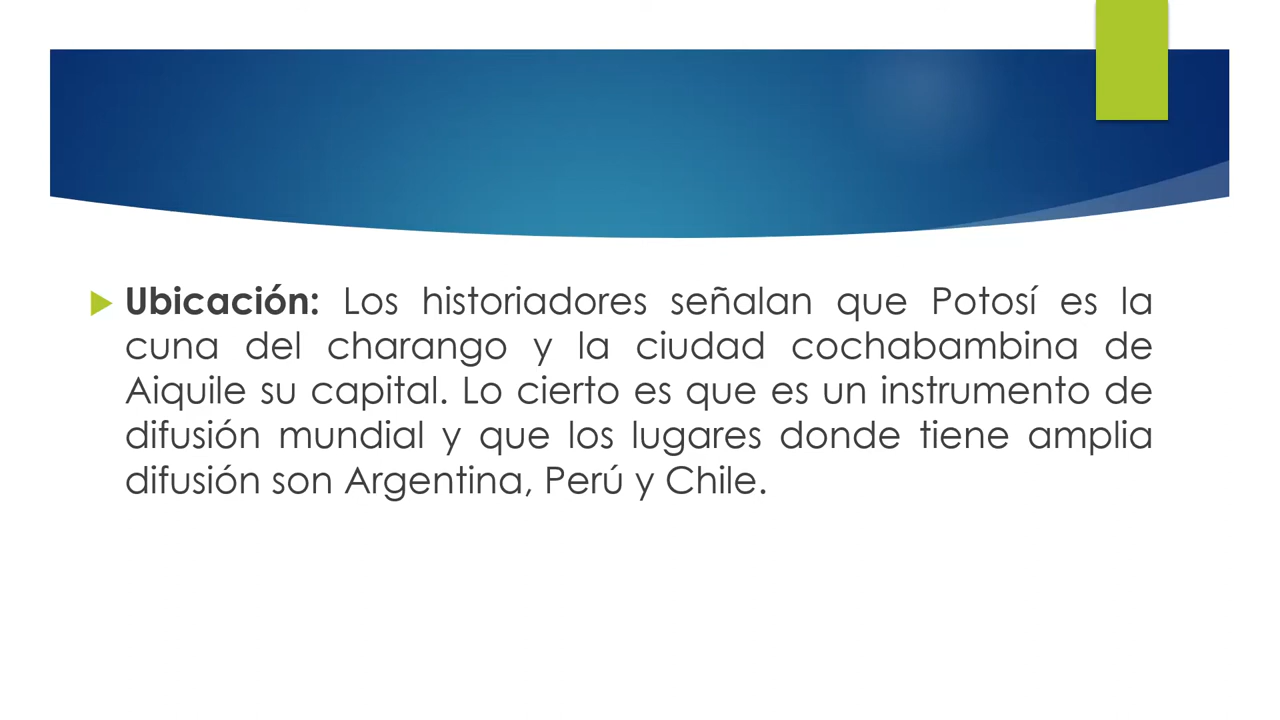 Ubicación: Los historiadores señalan que Potosí es la
cuna del charango y la ciudad cochabambina de
Aiquile su capital. Lo cierto es que es un instrumento de
difusión mundial y que los lugares donde tiene amplia
difusión son Argentina, Perú y Chile.